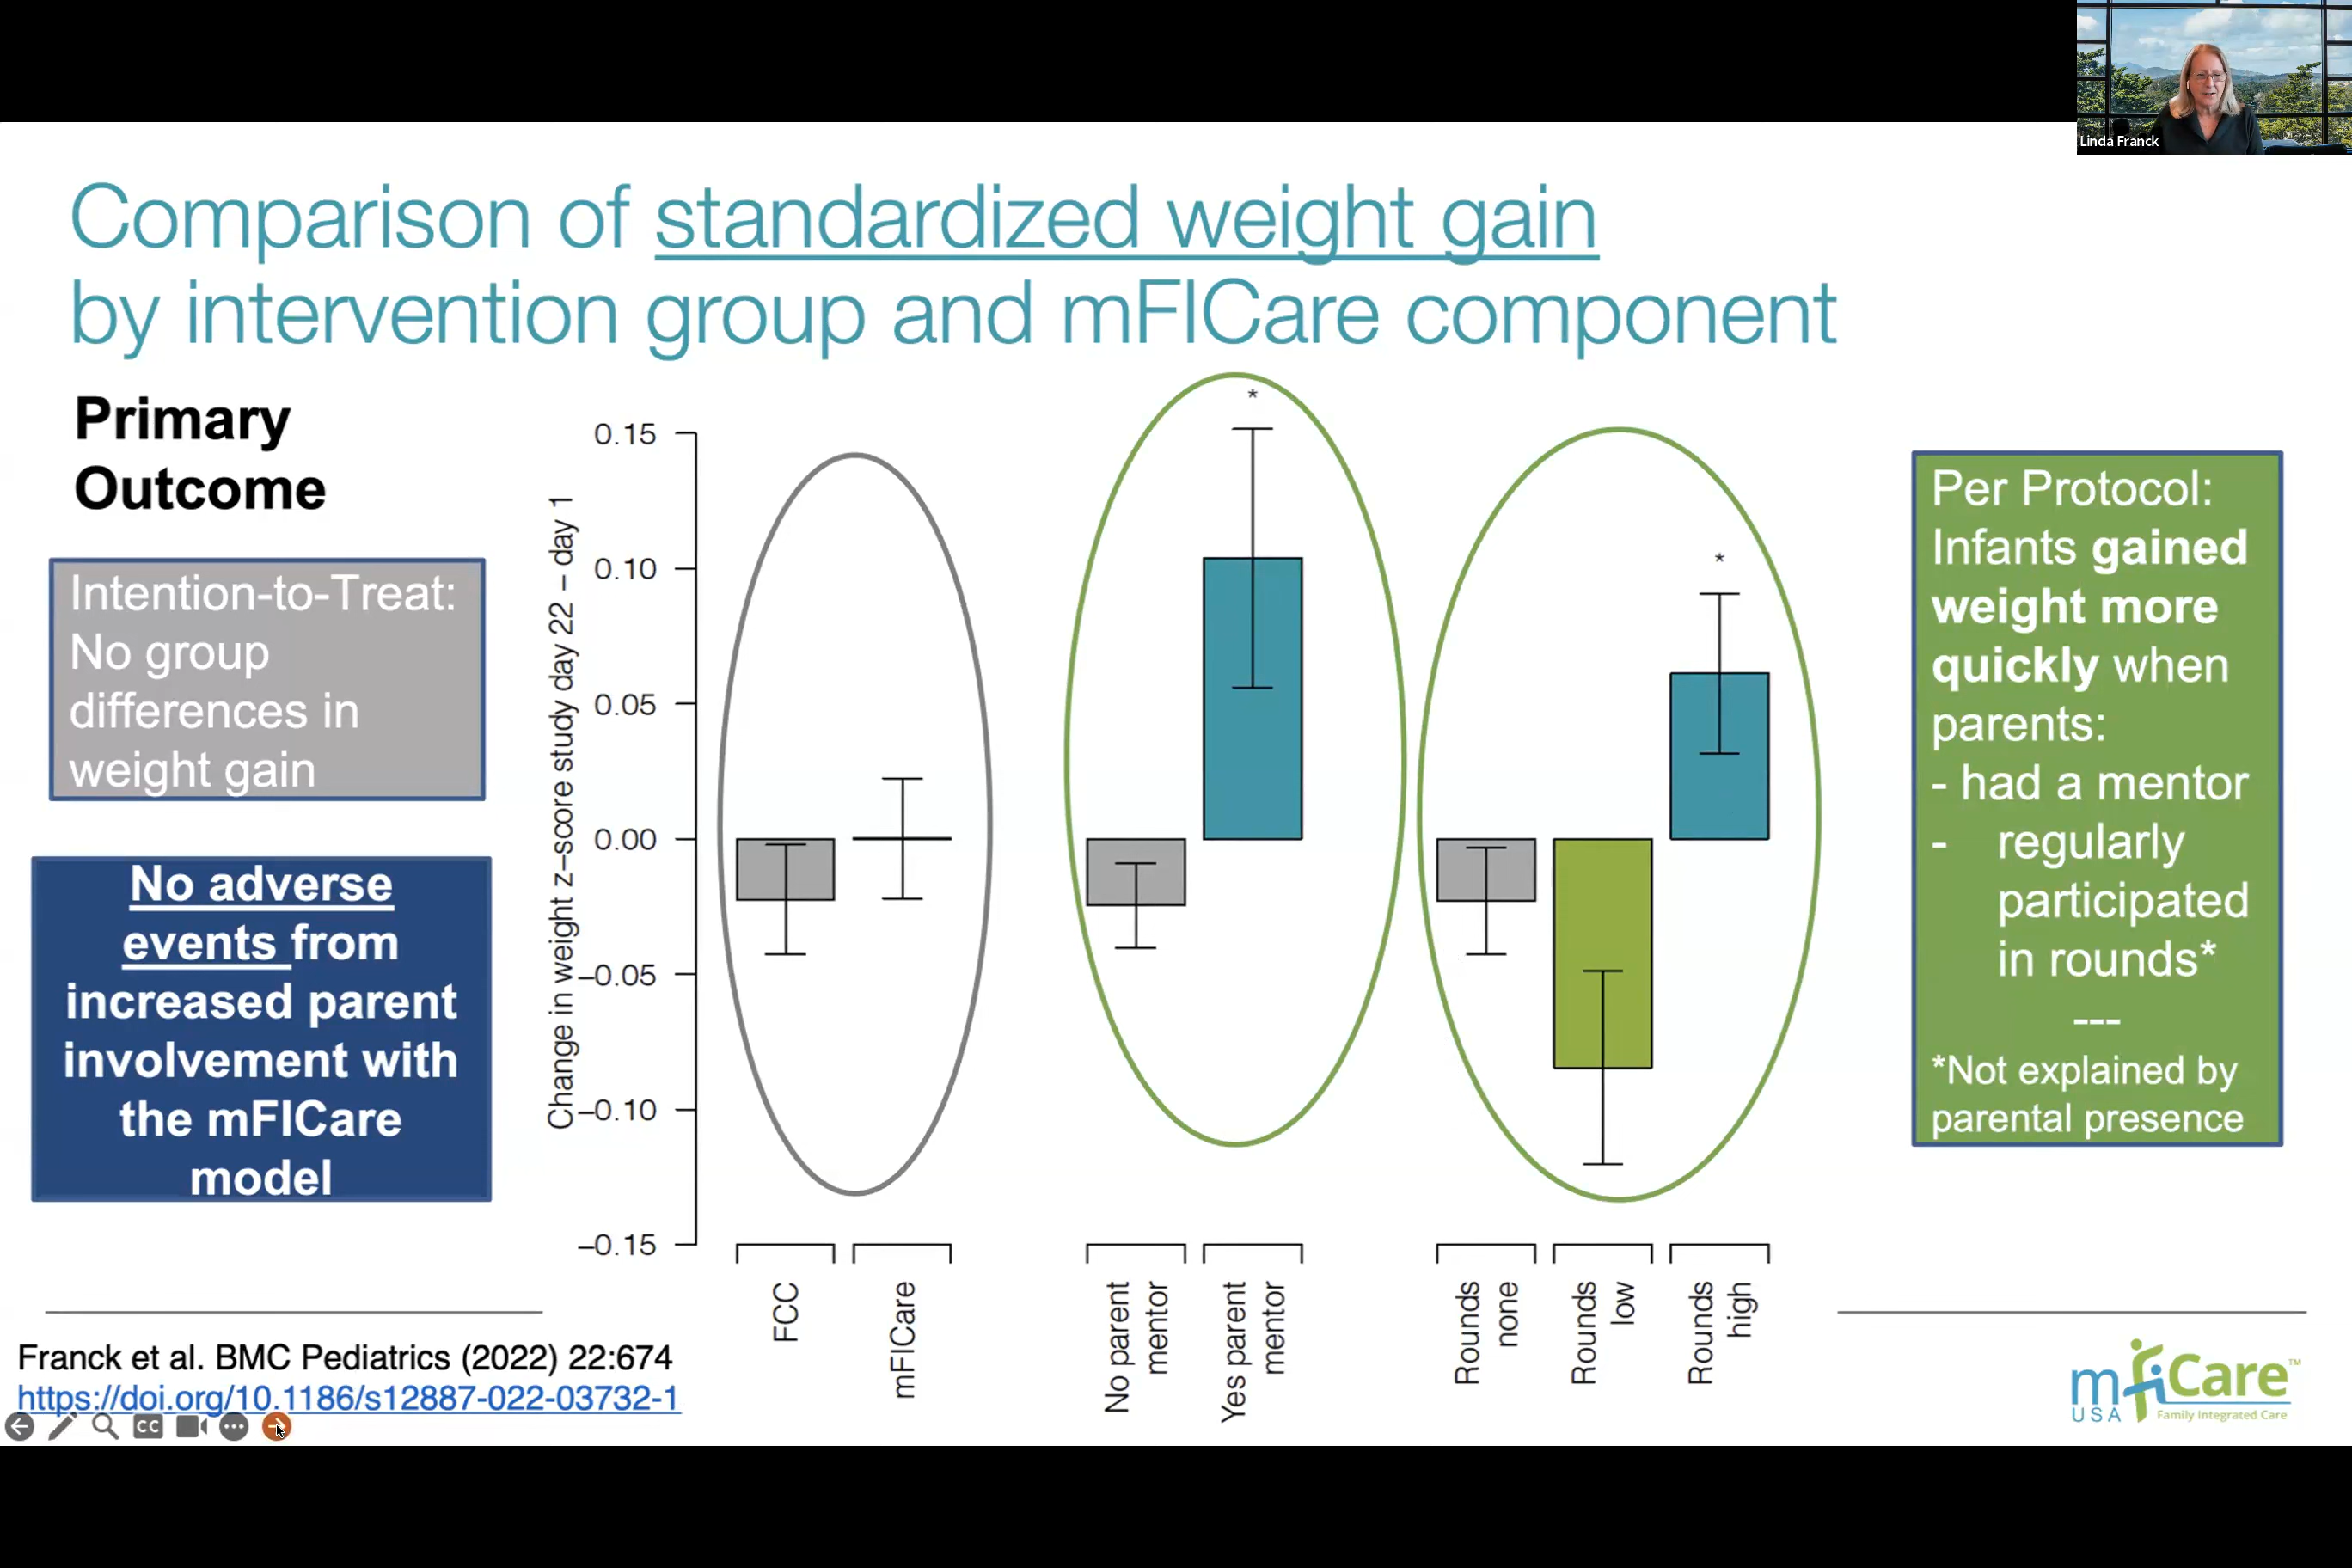 Linda Franck
Comparison of standardized weight gain
by intervention group and mFICare component
Primary
Outcome
Intention-to-Treat:
No group
differences in
weight gain
No adverse
events from
increased parent
involvement with
the mFICare
model
Change in weight z–score study day 22 – day 1
0.15
0.10
0.05
0.00
–0.05
–0.10
–0.15
*
*
FCC
mFICare
No parent
mentor
Yes parent
mentor
Rounds
none
Rounds
low
Rounds
high
Per Protocol:
Infants gained
weight more
quickly when
parents:
- had a mentor
- regularly
participated
in rounds*
---
*Not explained by
parental presence
Franck et al. BMC Pediatrics (2022) 22:674
https://doi.org/10.1186/s12887-022-03732-1
CC
mfiCare™
USA
Family Integrated Care